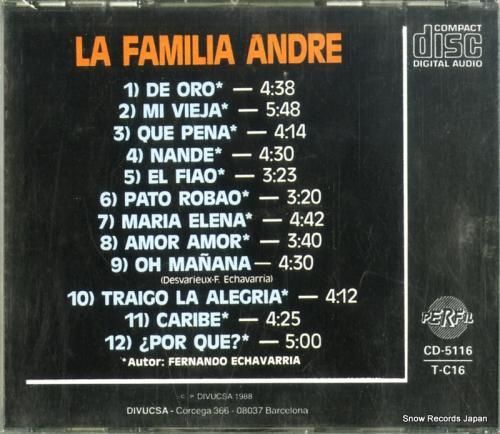 LA FAMILIA ANDRE
COMPACT
disc
DIGITAL AUDIO
1) DE ORO* — 4:38
2) MI VIEJA* — 5:48
3) QUE PENA* — 4:14
4) NANDE* — 4:30
5) EL FIAO* — 3:23
6) PATO ROBAO* — 3:20
7) MARIA ELENA* — 4:42
8) AMOR AMOR* — 3:40
9) OH MAÑANA — 4:30
(Desvarieux-F. Echavarría)
10) TRAIGO LA ALEGRIA* — 4:12
11) CARIBE* — 4:25
12) ¿POR QUE?* — 5:00
*Autor: FERNANDO ECHAVARRIA
PERFIL
CD-5116
T-C16
DIVUCSA 1988
DIVUCSA - Córcega 366 - 08037 Barcelona
Snow Records Japan
(C)snowrecords.jp